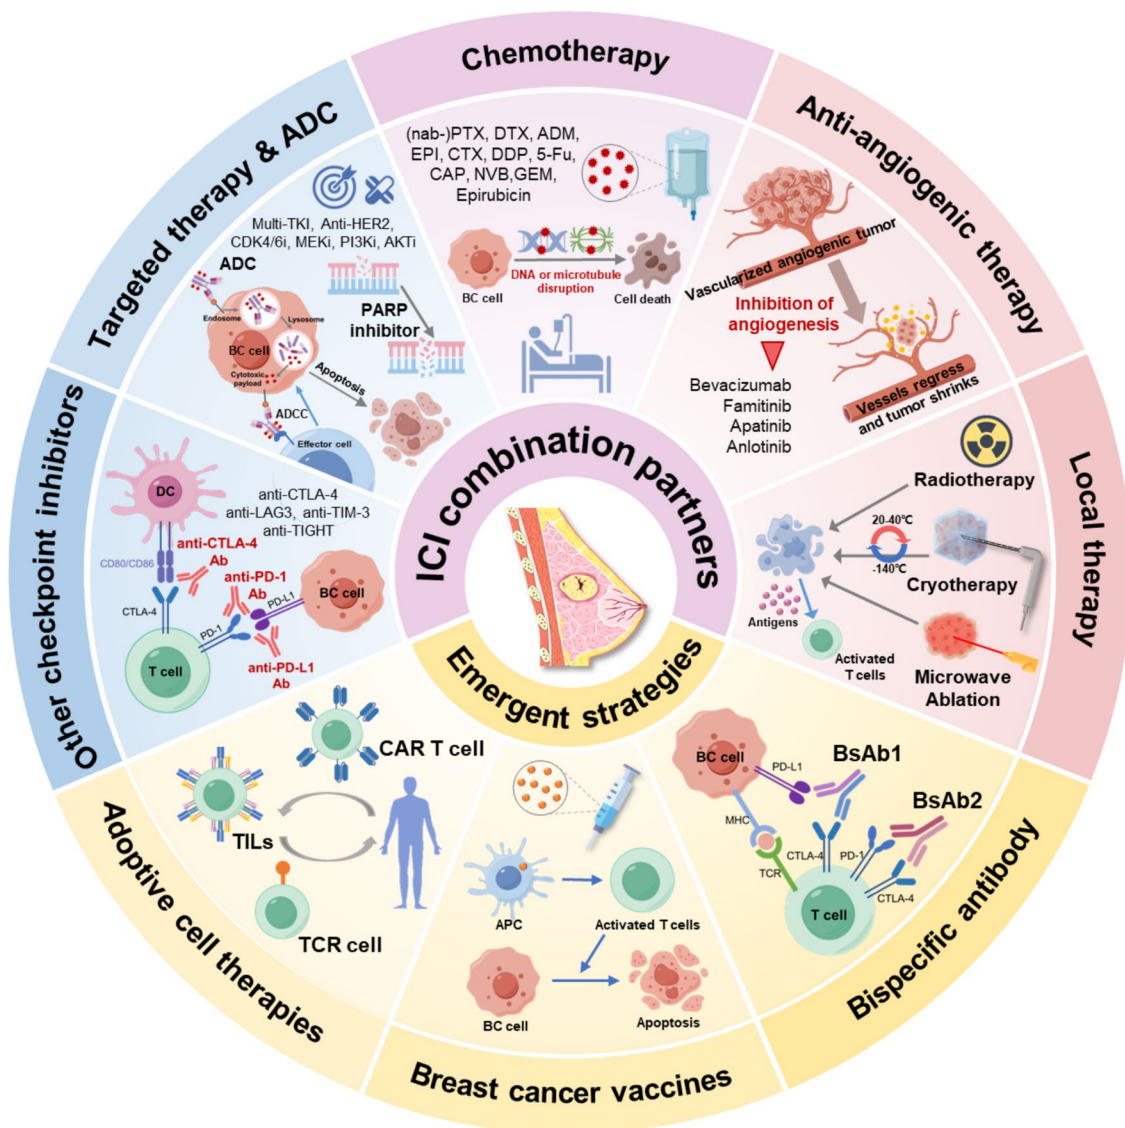 Chemotherapy
(nab-)PTX, DTX, ADM,
EPI, CTX, DDP, 5-Fu,
CAP, NVB,GEM,
Epirubicin
BC cell
DNA or microtubule
disruption
Cell death
Anti-angiogenic therapy
Vascularized angiogenic tumor
Inhibition of
angiogenesis
Vessels regress
and tumor shrinks
Bevacizumab
Famitinib
Apatinib
Anlotinib
Local therapy
Radiotherapy
20-40℃
-140℃
Cryotherapy
Antigens
Activated
T cells
Microwave
Ablation
Bispecific antibody
BC cell
PD-L1
BsAb1
BsAb2
MHC
TCR
CTLA-4
PD-1
CTLA-4
T cell
Breast cancer vaccines
APC
Activated T cells
BC cell
Apoptosis
Adoptive cell therapies
CAR T cell
TILs
TCR cell
Other checkpoint inhibitors
DC
anti-CTLA-4
anti-LAG3, anti-TIM-3
anti-TIGHT
CD80/CD86
anti-CTLA-4
Ab
anti-PD-1
Ab
CTLA-4
PD-1
PD-L1
BC cell
T cell
anti-PD-L1
Ab
Targeted therapy & ADC
Multi-TKI, Anti-HER2,
CDK4/6i, MEKi, PI3Ki, AKTi
ADC
Endosome
Lysosome
BC cell
Cytotoxic
payload
PARP
inhibitor
Apoptosis
ADCC
Effector cell
ICI combination partners
Emergent strategies